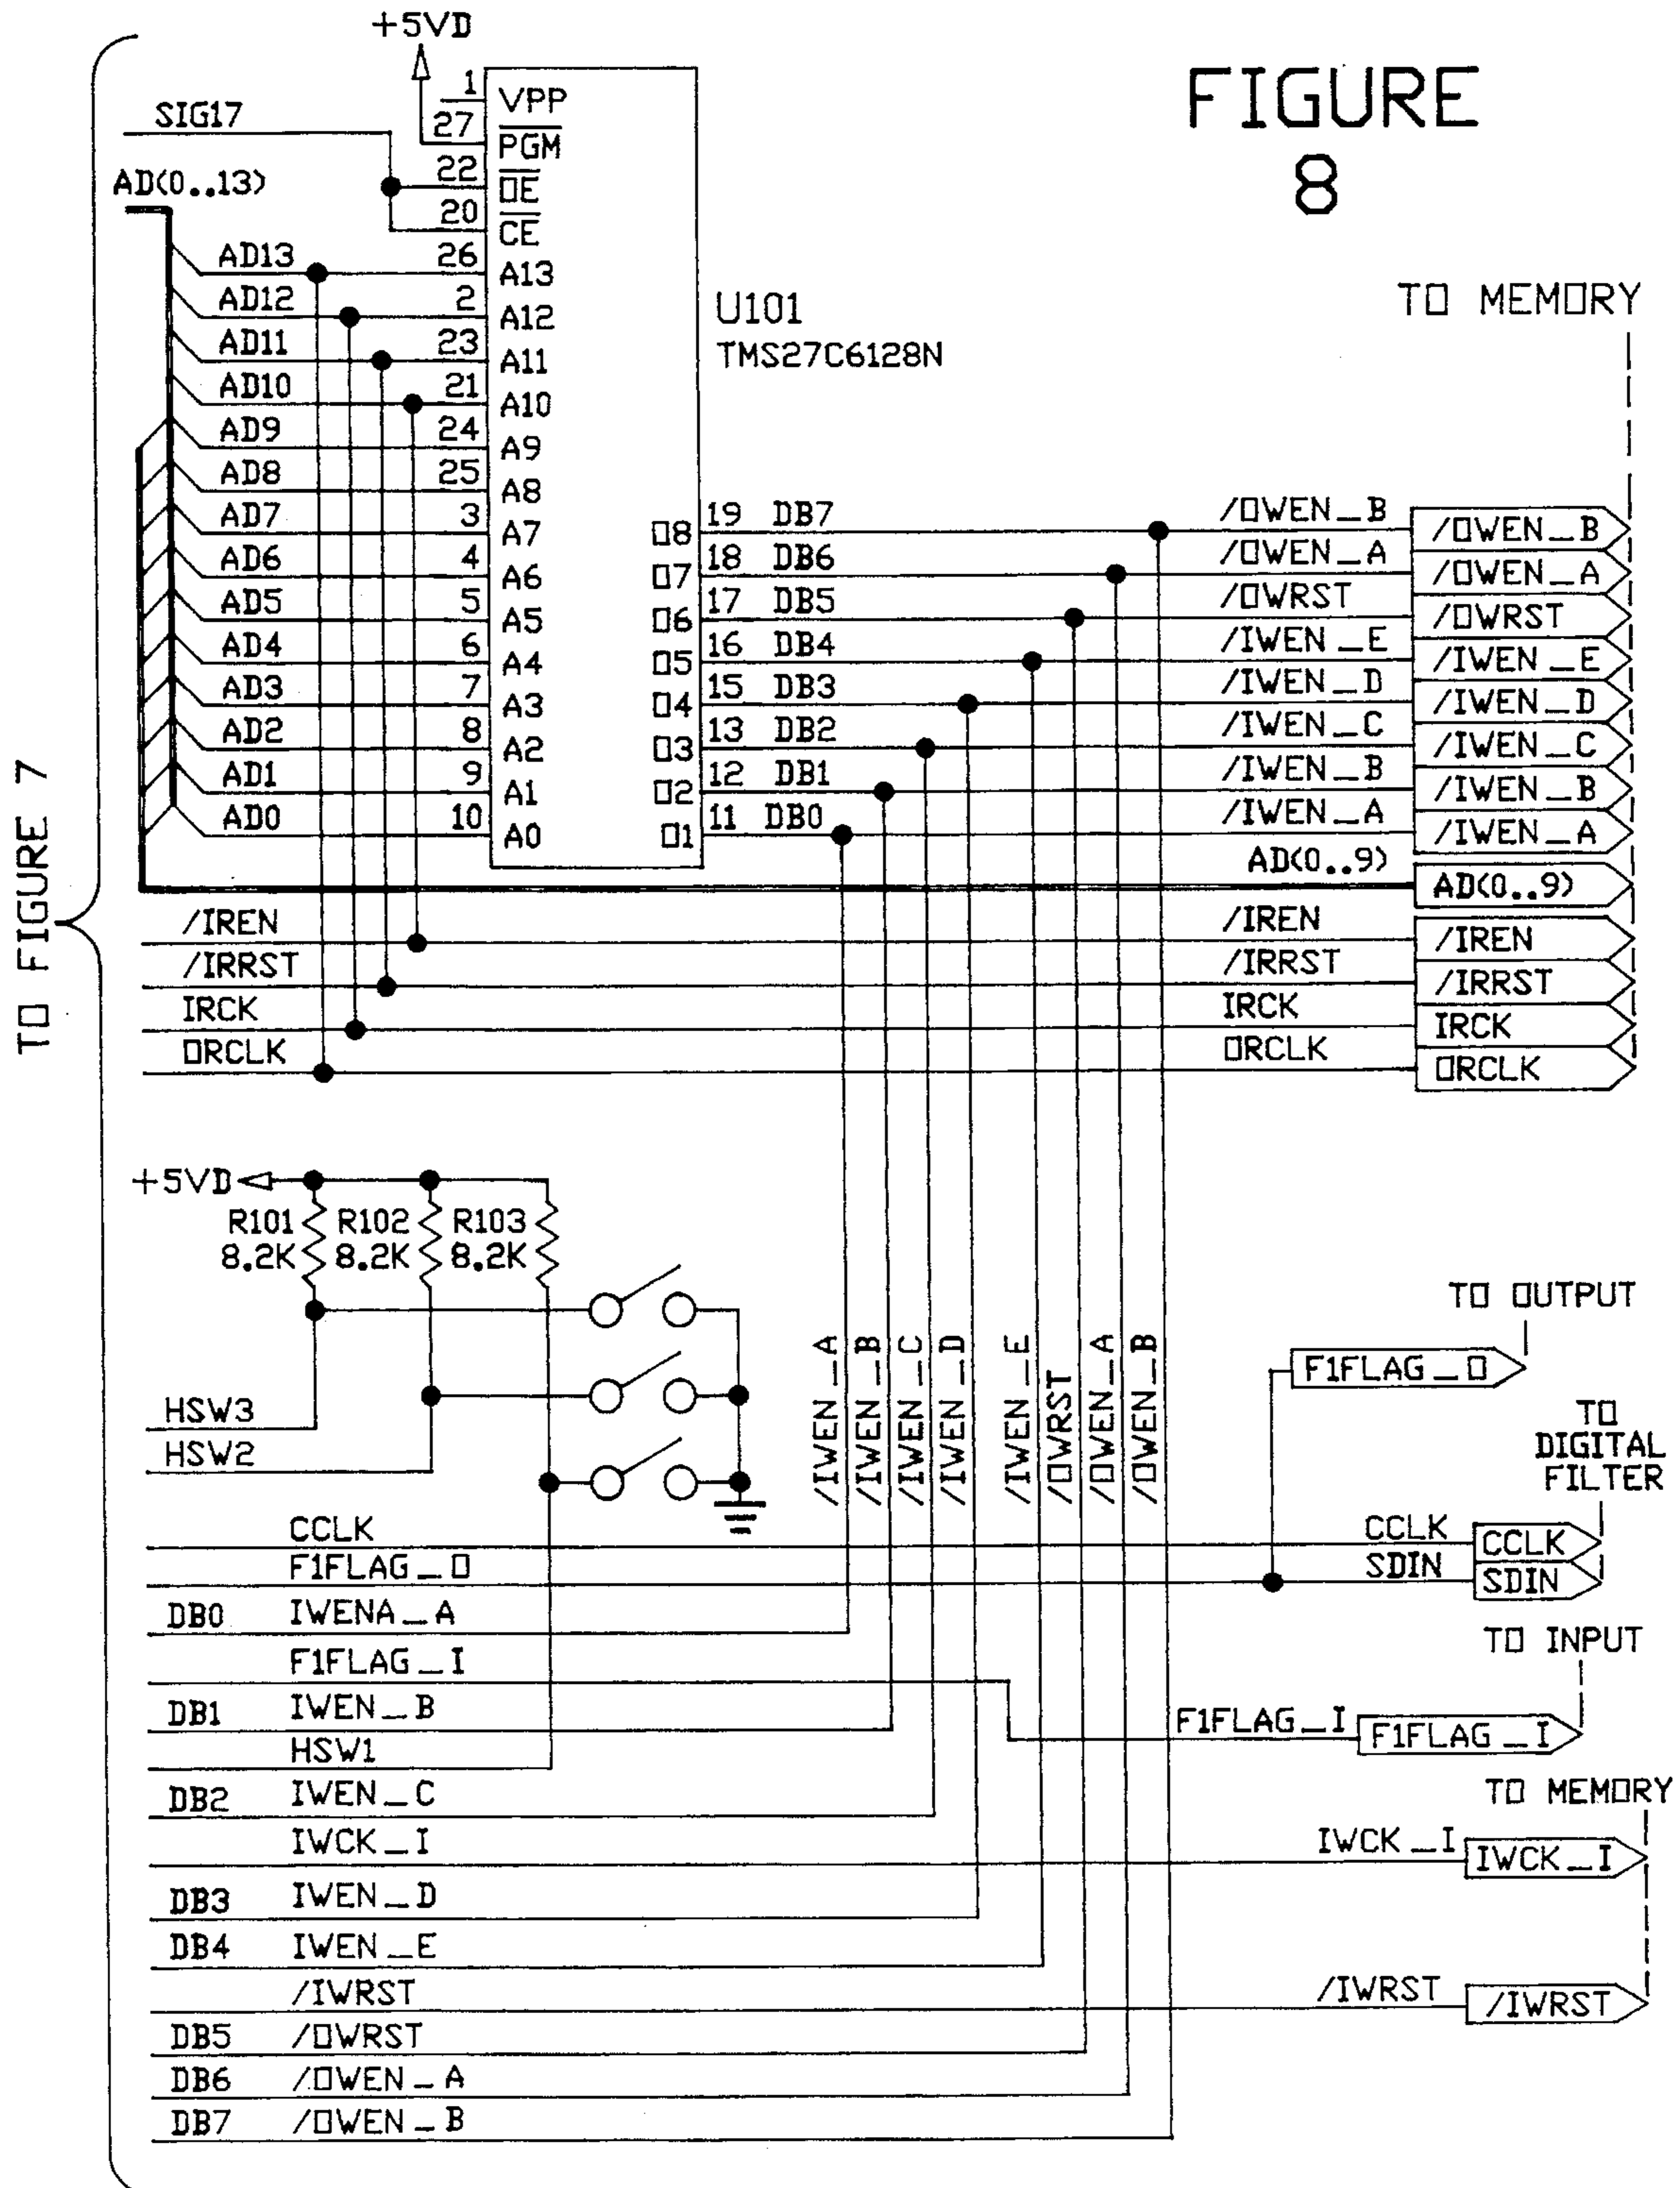 FIGURE
8
TO FIGURE 7
+5VD
SIG17
AD(0..13)
1 VPP
27 PGM
22 OE
20 CE
AD13 26 A13
AD12 2 A12
AD11 23 A11
AD10 21 A10
AD9 24 A9
AD8 25 A8
AD7 3 A7
AD6 4 A6
AD5 5 A5
AD4 6 A4
AD3 7 A3
AD2 8 A2
AD1 9 A1
AD0 10 A0
U101
TMS27C6128N
TO MEMORY
O8 19 DB7 /OWEN_B /OWEN_B
O7 18 DB6 /OWEN_A /OWEN_A
O6 17 DB5 /OWRST /OWRST
O5 16 DB4 /IWEN_E /IWEN_E
O4 15 DB3 /IWEN_D /IWEN_D
O3 13 DB2 /IWEN_C /IWEN_C
O2 12 DB1 /IWEN_B /IWEN_B
O1 11 DB0 /IWEN_A /IWEN_A
AD(0..9) AD(0..9)
/IREN /IREN /IREN
/IRRST /IRRST /IRRST
IRCK IRCK IRCK
ORCLK ORCLK ORCLK
+5VD
R101 R102 R103
8.2K 8.2K 8.2K
HSW3
HSW2
/IWEN_A
/IWEN_B
/IWEN_C
/IWEN_D
/IWEN_E
/OWRST
/OWEN_A
/OWEN_B
TO OUTPUT
F1FLAG_O
TO
DIGITAL
FILTER
CCLK CCLK CCLK
F1FLAG_O SDIN SDIN
DB0 IWENA_A
TO INPUT
F1FLAG_I F1FLAG_I F1FLAG_I
DB1 IWEN_B
HSW1
DB2 IWEN_C
TO MEMORY
IWCK_I IWCK_I IWCK_I
DB3 IWEN_D
DB4 IWEN_E
/IWRST /IWRST /IWRST
DB5 /OWRST
DB6 /OWEN_A
DB7 /OWEN_B